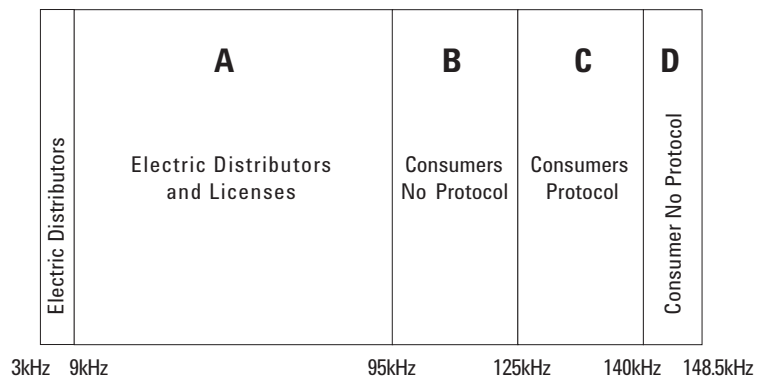 A
B
C
D
Electric Distributors
Electric Distributors
and Licenses
Consumers
No Protocol
Consumers
Protocol
Consumer No Protocol
3kHz 9kHz 95kHz 125kHz 140kHz 148.5kHz